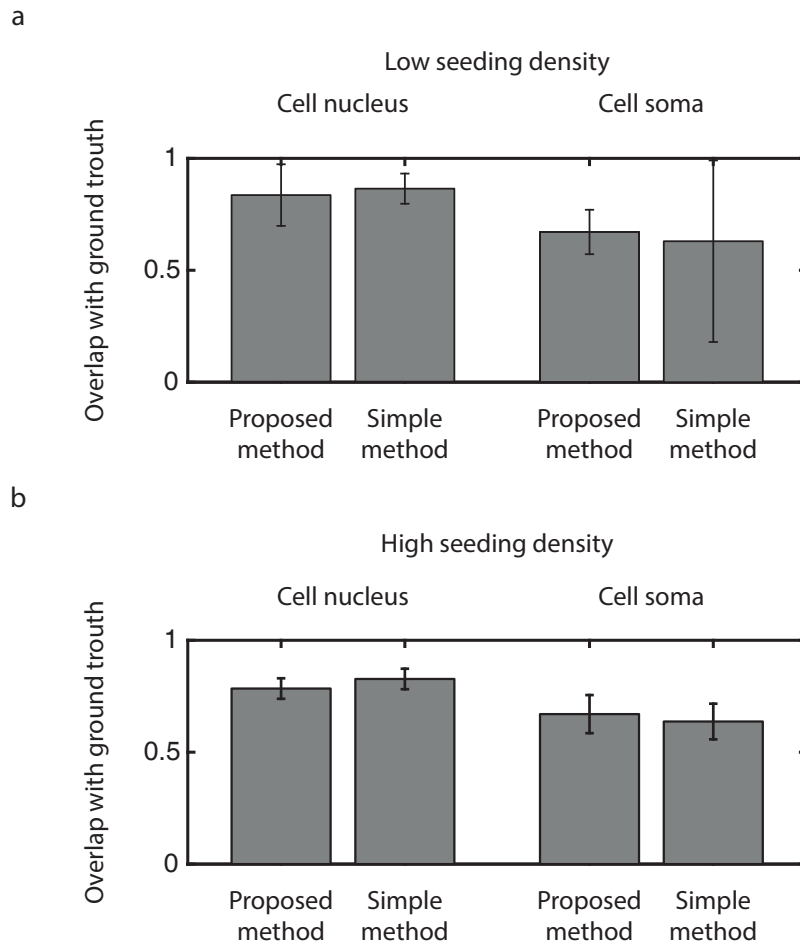 a
Low seeding density
Cell nucleus Cell soma
Overlap with ground trouth
1
0.5
0
Proposed method Simple method Proposed method Simple method
b
High seeding density
Cell nucleus Cell soma
Overlap with ground trouth
1
0.5
0
Proposed method Simple method Proposed method Simple method